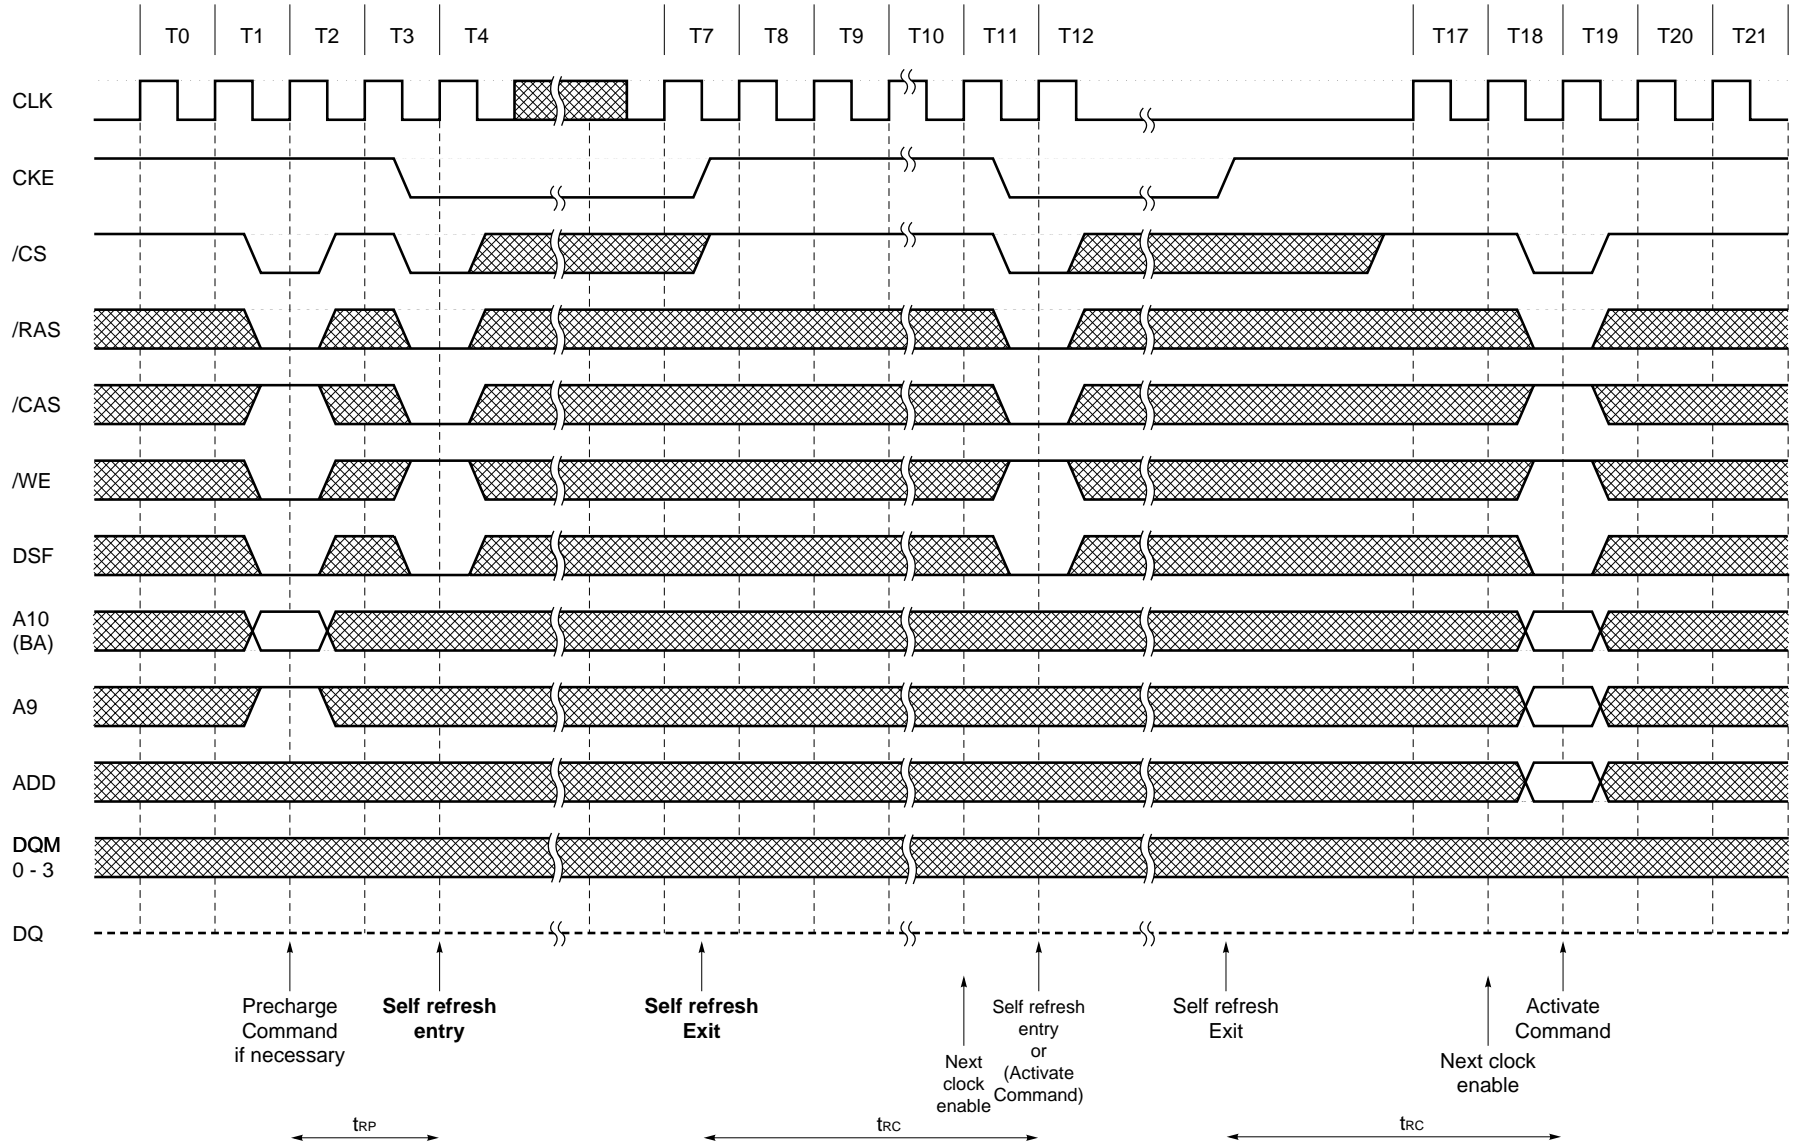 T0 T1 T2 T3 T4 T7 T8 T9 T10 T11 T12 T17 T18 T19 T20 T21
CLK
CKE
/CS
/RAS
/CAS
/WE
DSF
A10
(BA)
A9
ADD
DQM
0 - 3
DQ
Precharge
Command
if necessary
Self refresh
entry
Self refresh
Exit
Next
clock
enable
Self refresh
entry
or
(Activate
Command)
Self refresh
Exit
Next clock
enable
Activate
Command
tRP
tRC
tRC